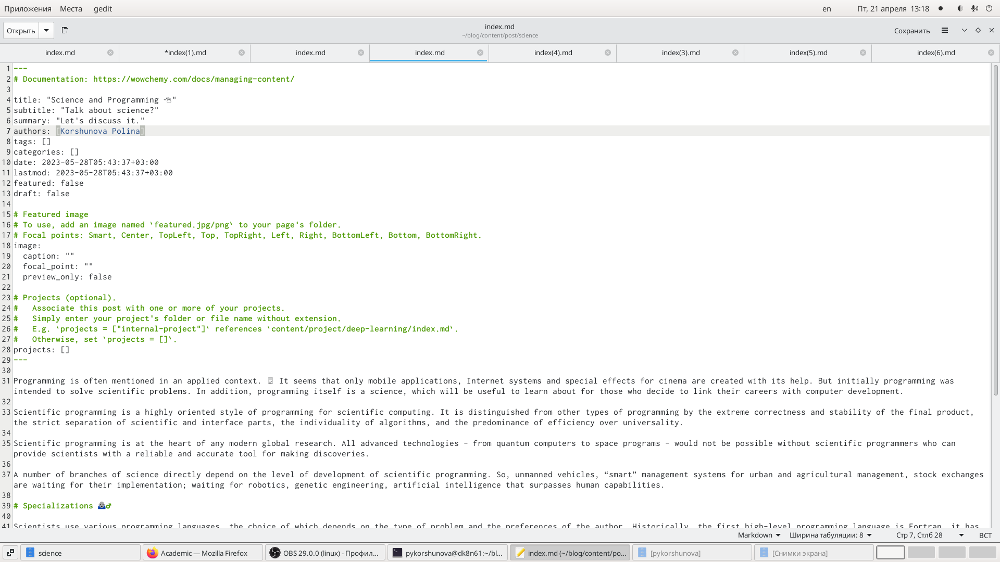 Приложения Места gedit en Пт, 21 апреля 13:18
Открыть index.md Сохранить
~/blog/content/post/science
index.md *index(1).md index.md index.md index(4).md index(3).md index(5).md index(6).md
1 ---
2 # Documentation: https://wowchemy.com/docs/managing-content/
3
4 title: "Science and Programming 🖱"
5 subtitle: "Talk about science?"
6 summary: "Let's discuss it."
7 authors: [Korshunova Polina]
8 tags: []
9 categories: []
10 date: 2023-05-28T05:43:37+03:00
11 lastmod: 2023-05-28T05:43:37+03:00
12 featured: false
13 draft: false
14
15 # Featured image
16 # To use, add an image named `featured.jpg/png` to your page's folder.
17 # Focal points: Smart, Center, TopLeft, Top, TopRight, Left, Right, BottomLeft, Bottom, BottomRight.
18 image:
19   caption: ""
20   focal_point: ""
21   preview_only: false
22
23 # Projects (optional).
24 #   Associate this post with one or more of your projects.
25 #   Simply enter your project's folder or file name without extension.
26 #   E.g. `projects = ["internal-project"]` references `content/project/deep-learning/index.md`.
27 #   Otherwise, set `projects = []`.
28 projects: []
29 ---
30
31 Programming is often mentioned in an applied context. It seems that only mobile applications, Internet systems and special effects for cinema are created with its help. But initially programming was
intended to solve scientific problems. In addition, programming itself is a science, which will be useful to learn about for those who decide to link their careers with computer development.
32
33 Scientific programming is a highly oriented style of programming for scientific computing. It is distinguished from other types of programming by the extreme correctness and stability of the final product,
the strict separation of scientific and interface parts, the individuality of algorithms, and the predominance of efficiency over universality.
34
35 Scientific programming is at the heart of any modern global research. All advanced technologies – from quantum computers to space programs – would not be possible without scientific programmers who can
provide scientists with a reliable and accurate tool for making discoveries.
36
37 A number of branches of science directly depend on the level of development of scientific programming. So, unmanned vehicles, “smart” management systems for urban and agricultural management, stock exchanges
are waiting for their implementation; waiting for robotics, genetic engineering, artificial intelligence that surpasses human capabilities.
38
39 # Specializations
40
41 Scientists use various programming languages, the choice of which depends on the type of problem and the preferences of the author. Historically, the first high-level programming language is Fortran, it has
Markdown Ширина табуляции: 8 Стр 7, Стлб 28 ВСТ
science Academic — Mozilla Firefox OBS 29.0.0 (linux) - Профил... pykorshunova@dk8n61:~/bl... index.md (~/blog/content/po... [pykorshunova] [Снимки экрана]